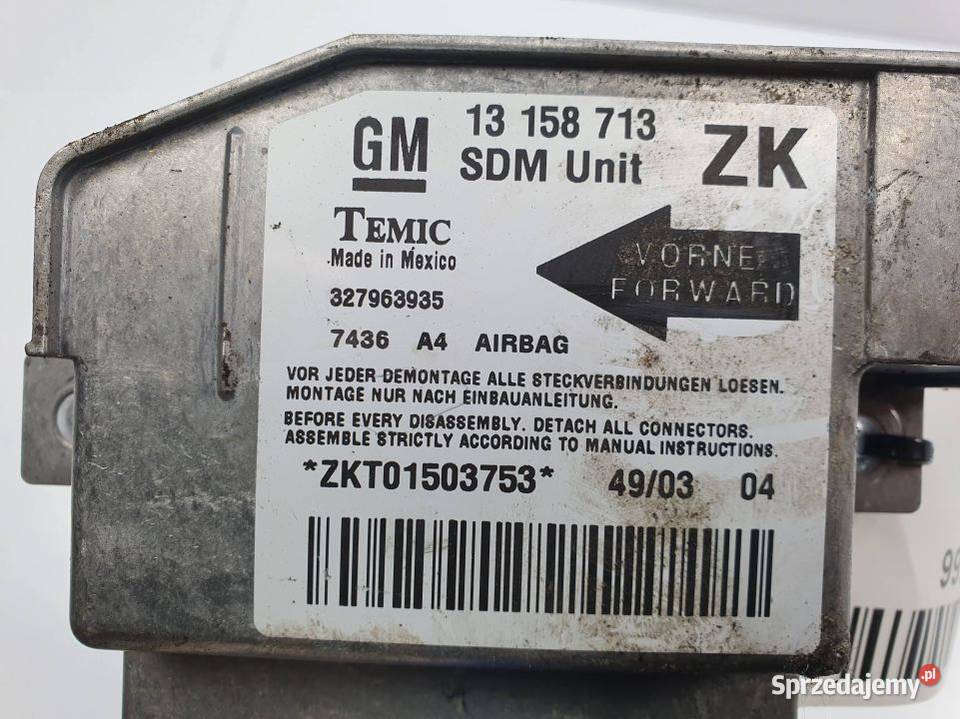 GM
13 158 713
SDM Unit
ZK
TEMIC
Made in Mexico
327963935
7436 A4 AIRBAG
VORNE
FORWARD
VOR JEDER DEMONTAGE ALLE STECKVERBINDUNGEN LOESEN.
MONTAGE NUR NACH EINBAUANLEITUNG.
BEFORE EVERY DISASSEMBLY. DETACH ALL CONNECTORS.
ASSEMBLE STRICTLY ACCORDING TO MANUAL INSTRUCTIONS.
*ZKT01503753* 49/03 04
99
Sprzedajemy.pl